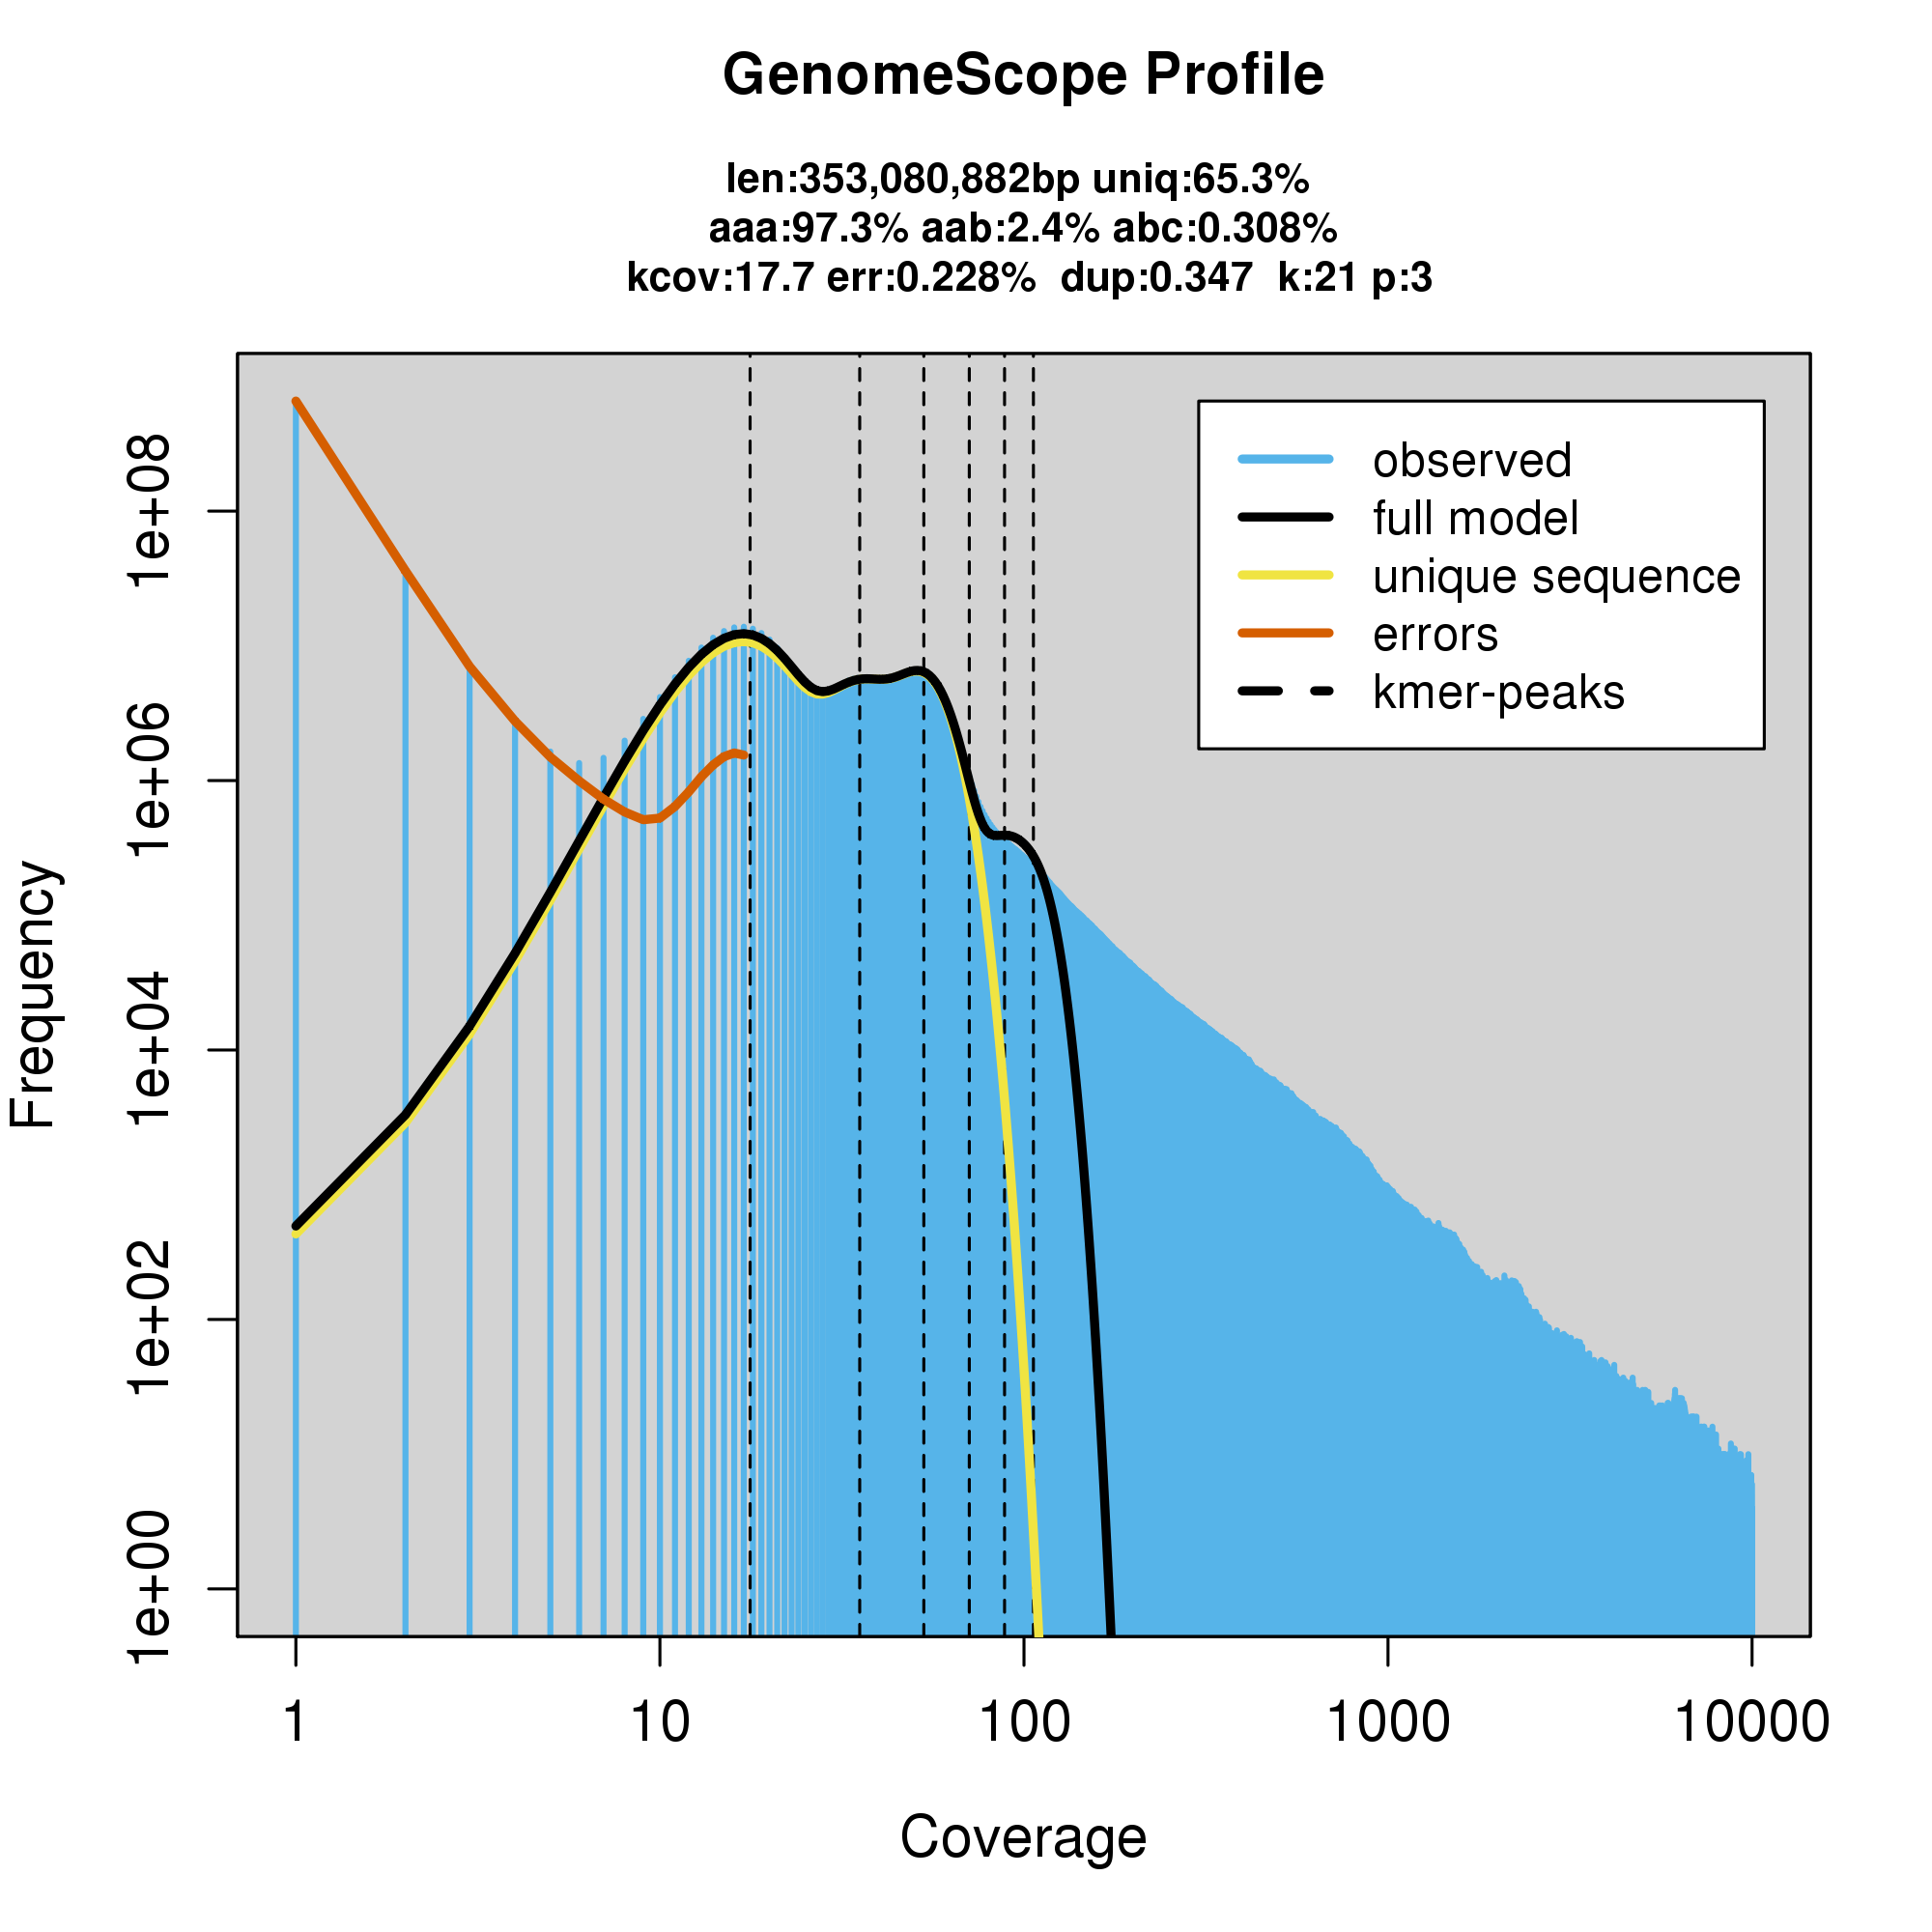 GenomeScope Profile
len:353,080,882bp uniq:65.3%
aaa:97.3% aab:2.4% abc:0.308%
kcov:17.7 err:0.228%  dup:0.347  k:21 p:3
observed
full model
unique sequence
errors
kmer-peaks
Frequency
1e+08
1e+06
1e+04
1e+02
1e+00
1
10
100
1000
10000
Coverage